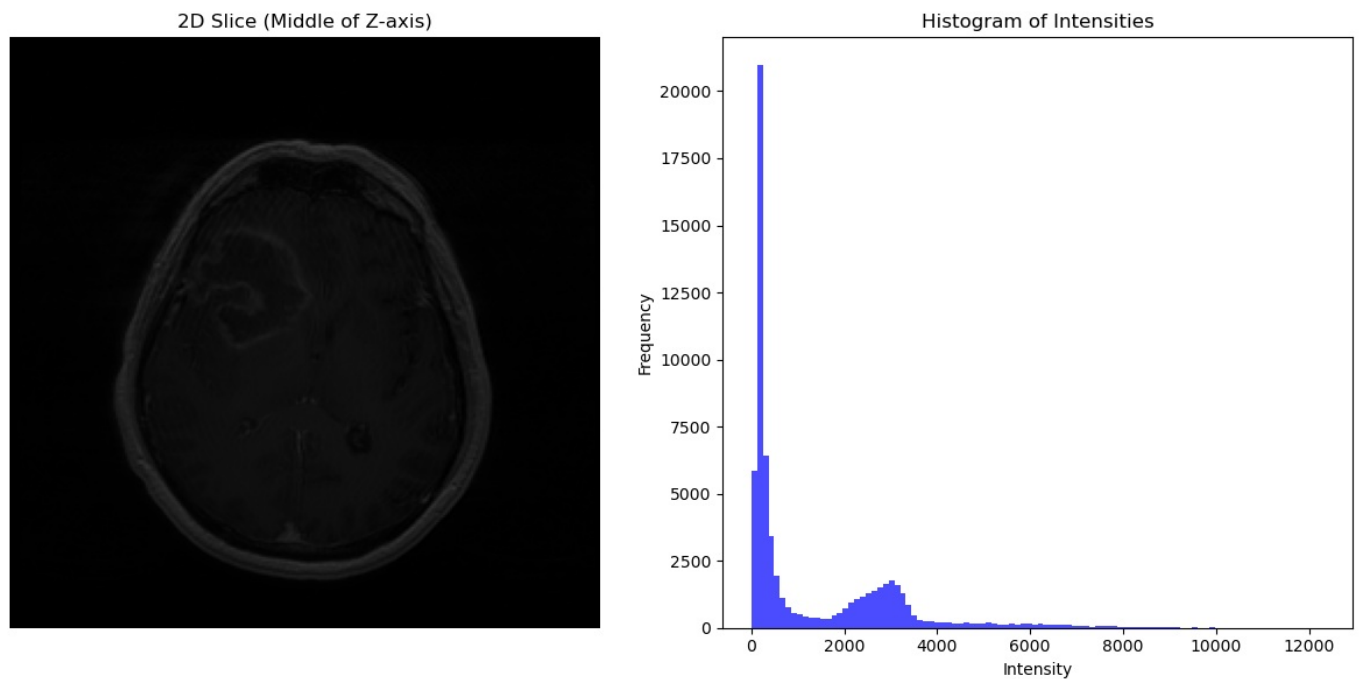 2D Slice (Middle of Z-axis)
Histogram of Intensities
20000
17500
15000
12500
10000
7500
5000
2500
0
Frequency
0 2000 4000 6000 8000 10000 12000
Intensity